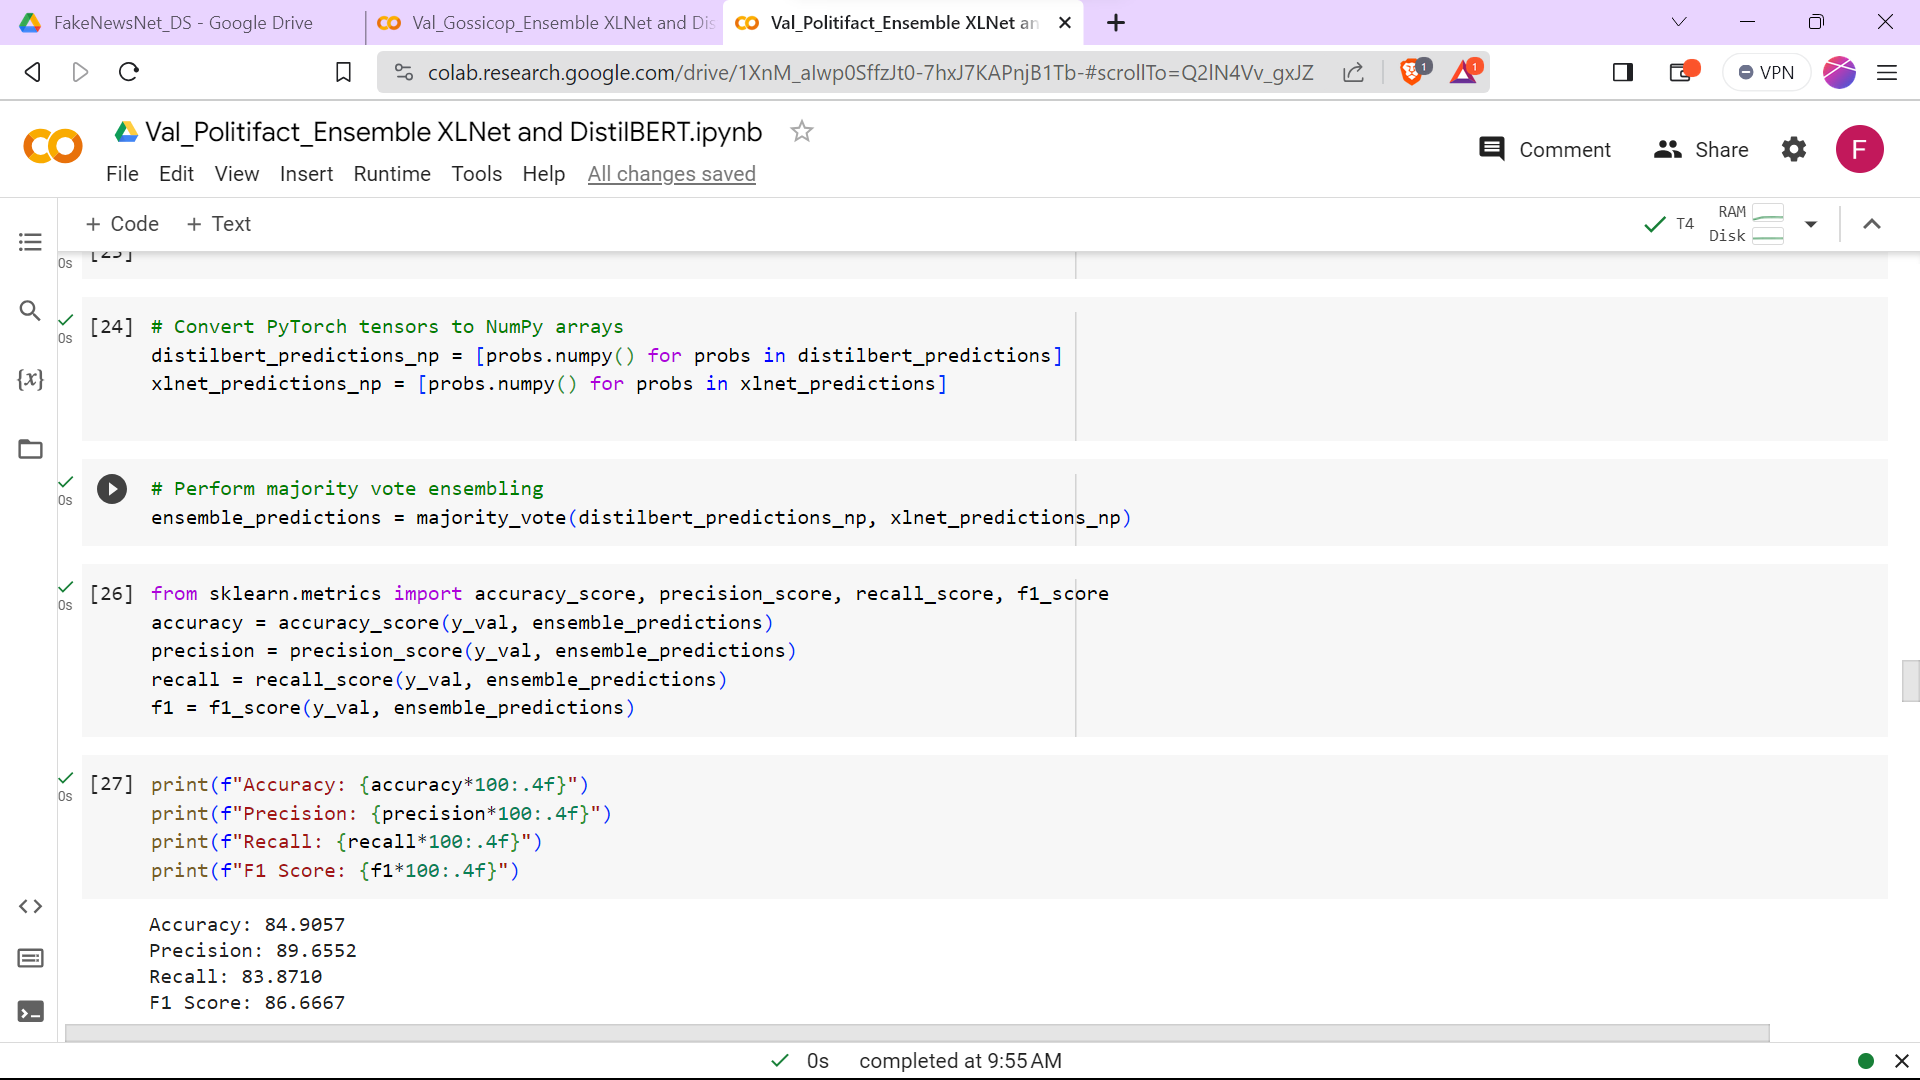 FakeNewsNet_DS - Google Drive
Val_Gossicop_Ensemble XLNet and Dis
Val_Politifact_Ensemble XLNet an
colab.research.google.com/drive/1XnM_aIwp0SffzJt0-7hxJ7KAPnjB1Tb-#scrollTo=Q2lN4Vv_gxJZ
1
1
VPN
Val_Politifact_Ensemble XLNet and DistilBERT.ipynb
Comment
Share
F
File Edit View Insert Runtime Tools Help All changes saved
+ Code + Text
T4
RAM
Disk
0s
[24] # Convert PyTorch tensors to NumPy arrays
0s
distilbert_predictions_np = [probs.numpy() for probs in distilbert_predictions]
xlnet_predictions_np = [probs.numpy() for probs in xlnet_predictions]
{x}
# Perform majority vote ensembling
0s
ensemble_predictions = majority_vote(distilbert_predictions_np, xlnet_predictions_np)
[26] from sklearn.metrics import accuracy_score, precision_score, recall_score, f1_score
0s
accuracy = accuracy_score(y_val, ensemble_predictions)
precision = precision_score(y_val, ensemble_predictions)
recall = recall_score(y_val, ensemble_predictions)
f1 = f1_score(y_val, ensemble_predictions)
[27] print(f"Accuracy: {accuracy*100:.4f}")
0s
print(f"Precision: {precision*100:.4f}")
print(f"Recall: {recall*100:.4f}")
print(f"F1 Score: {f1*100:.4f}")
Accuracy: 84.9057
Precision: 89.6552
Recall: 83.8710
F1 Score: 86.6667
0s completed at 9:55 AM